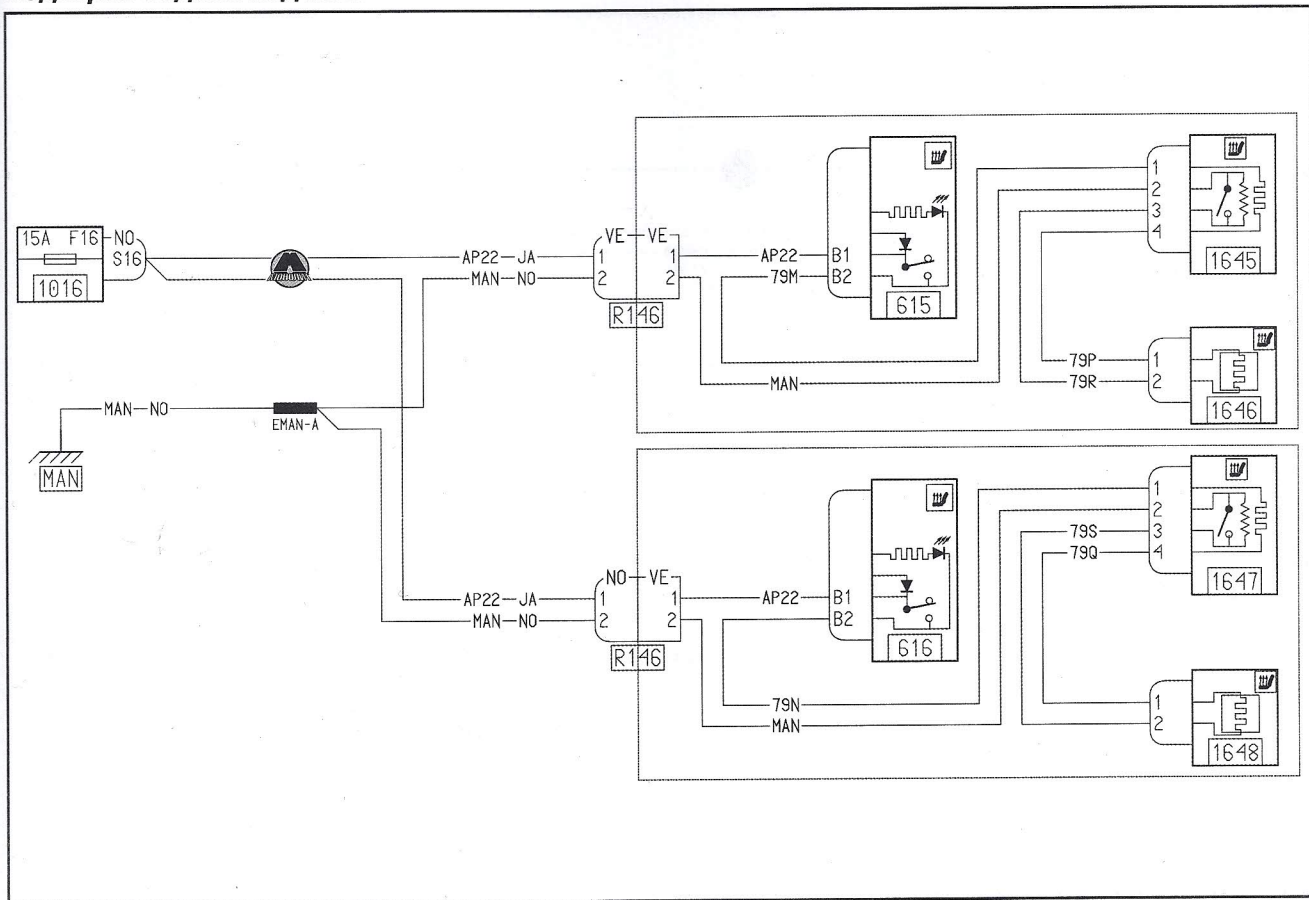 15A F16 NO
S16
1016
AP22 JA
MAN NO
VE VE
1 1
2 2
R146
AP22 B1
79M B2
615
MAN
1
2
3
4
1645
79P 1
79R 2
1646
MAN NO
EMAN-A
MAN
AP22 JA
MAN NO
NO VE
1 1
2 2
R146
AP22 B1
B2
616
79N
MAN
1
2
79S 3
79Q 4
1647
1
2
1648